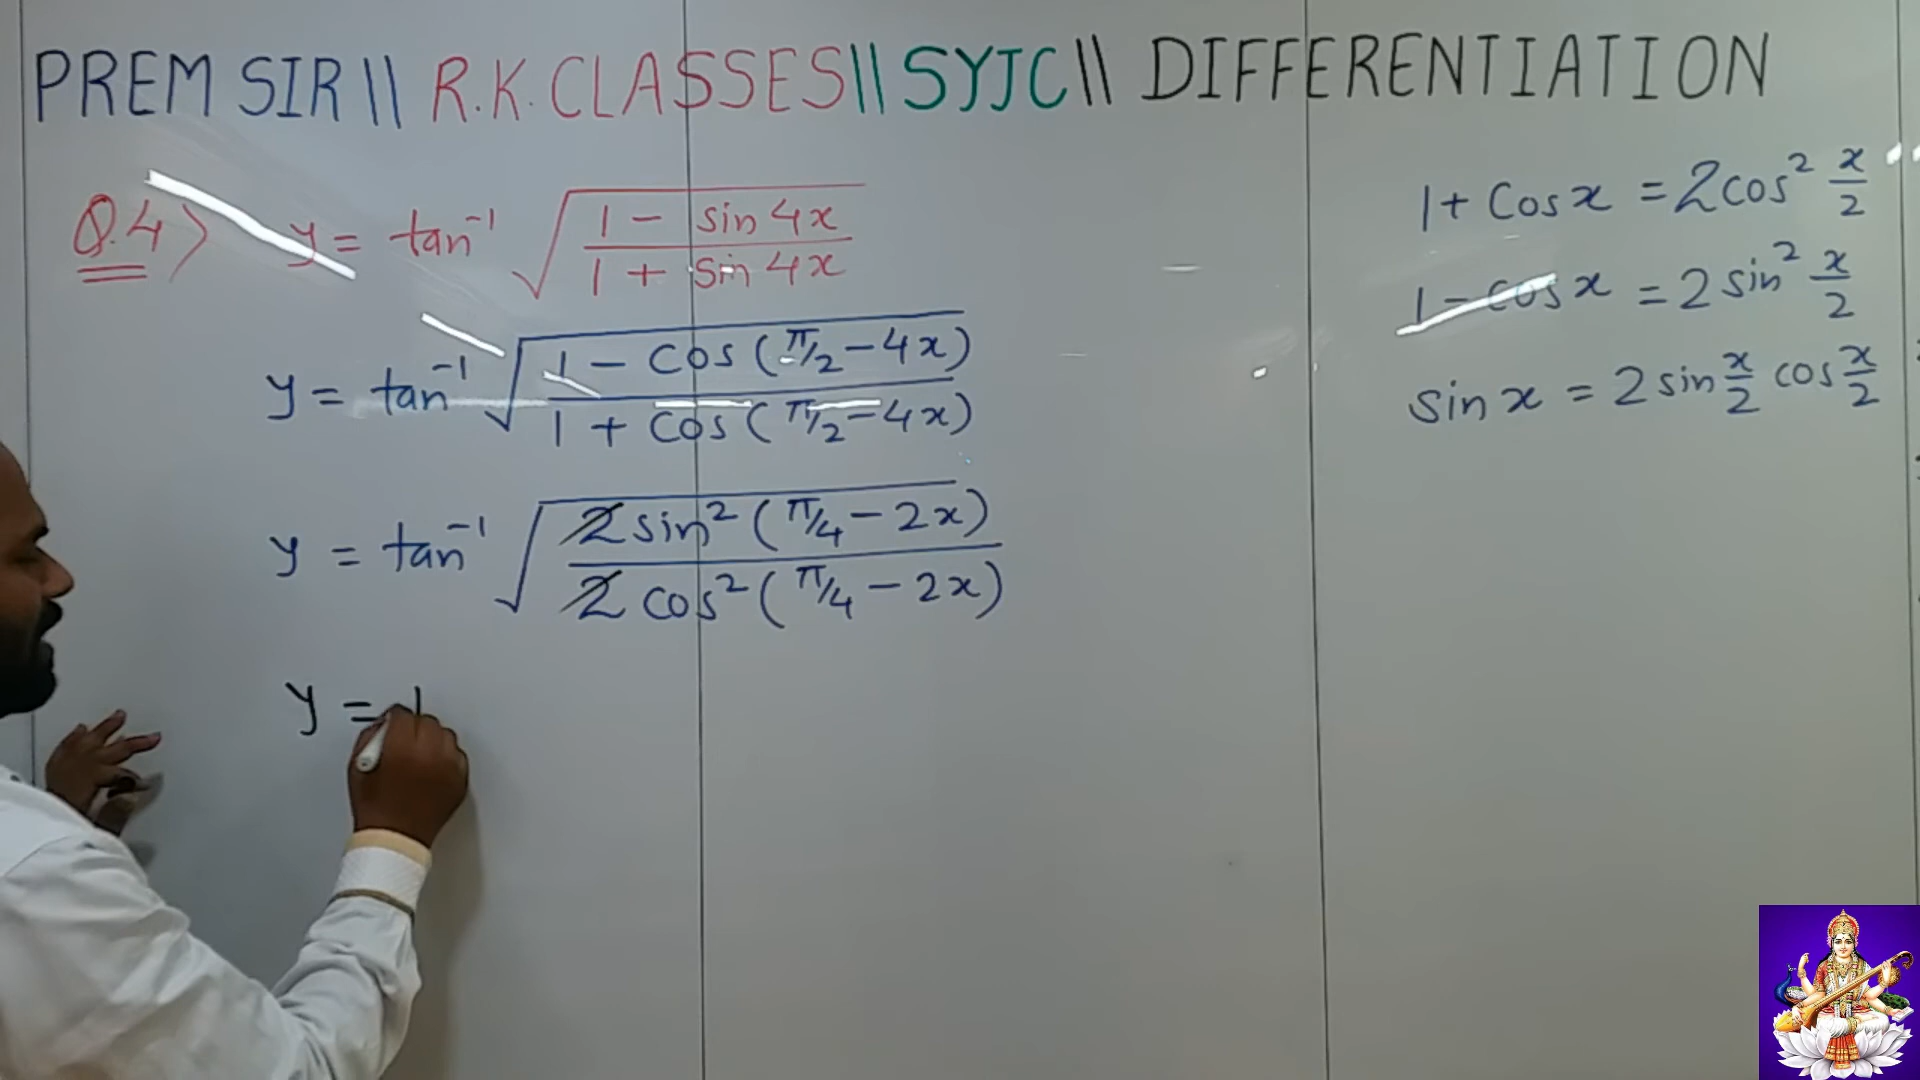 PREM SIR || R.K. CLASSES || SYJC || DIFFERENTIATION
Q.4> y = tan⁻¹ √((1 - sin 4x)/(1 + sin 4x))
y = tan⁻¹ √((1 - cos (π/2 - 4x))/(1 + cos (π/2 - 4x)))
y = tan⁻¹ √((2 sin² (π/4 - 2x))/(2 cos² (π/4 - 2x)))
y =
1 + cos x = 2 cos² x/2
1 - cos x = 2 sin² x/2
sin x = 2 sin x/2 cos x/2